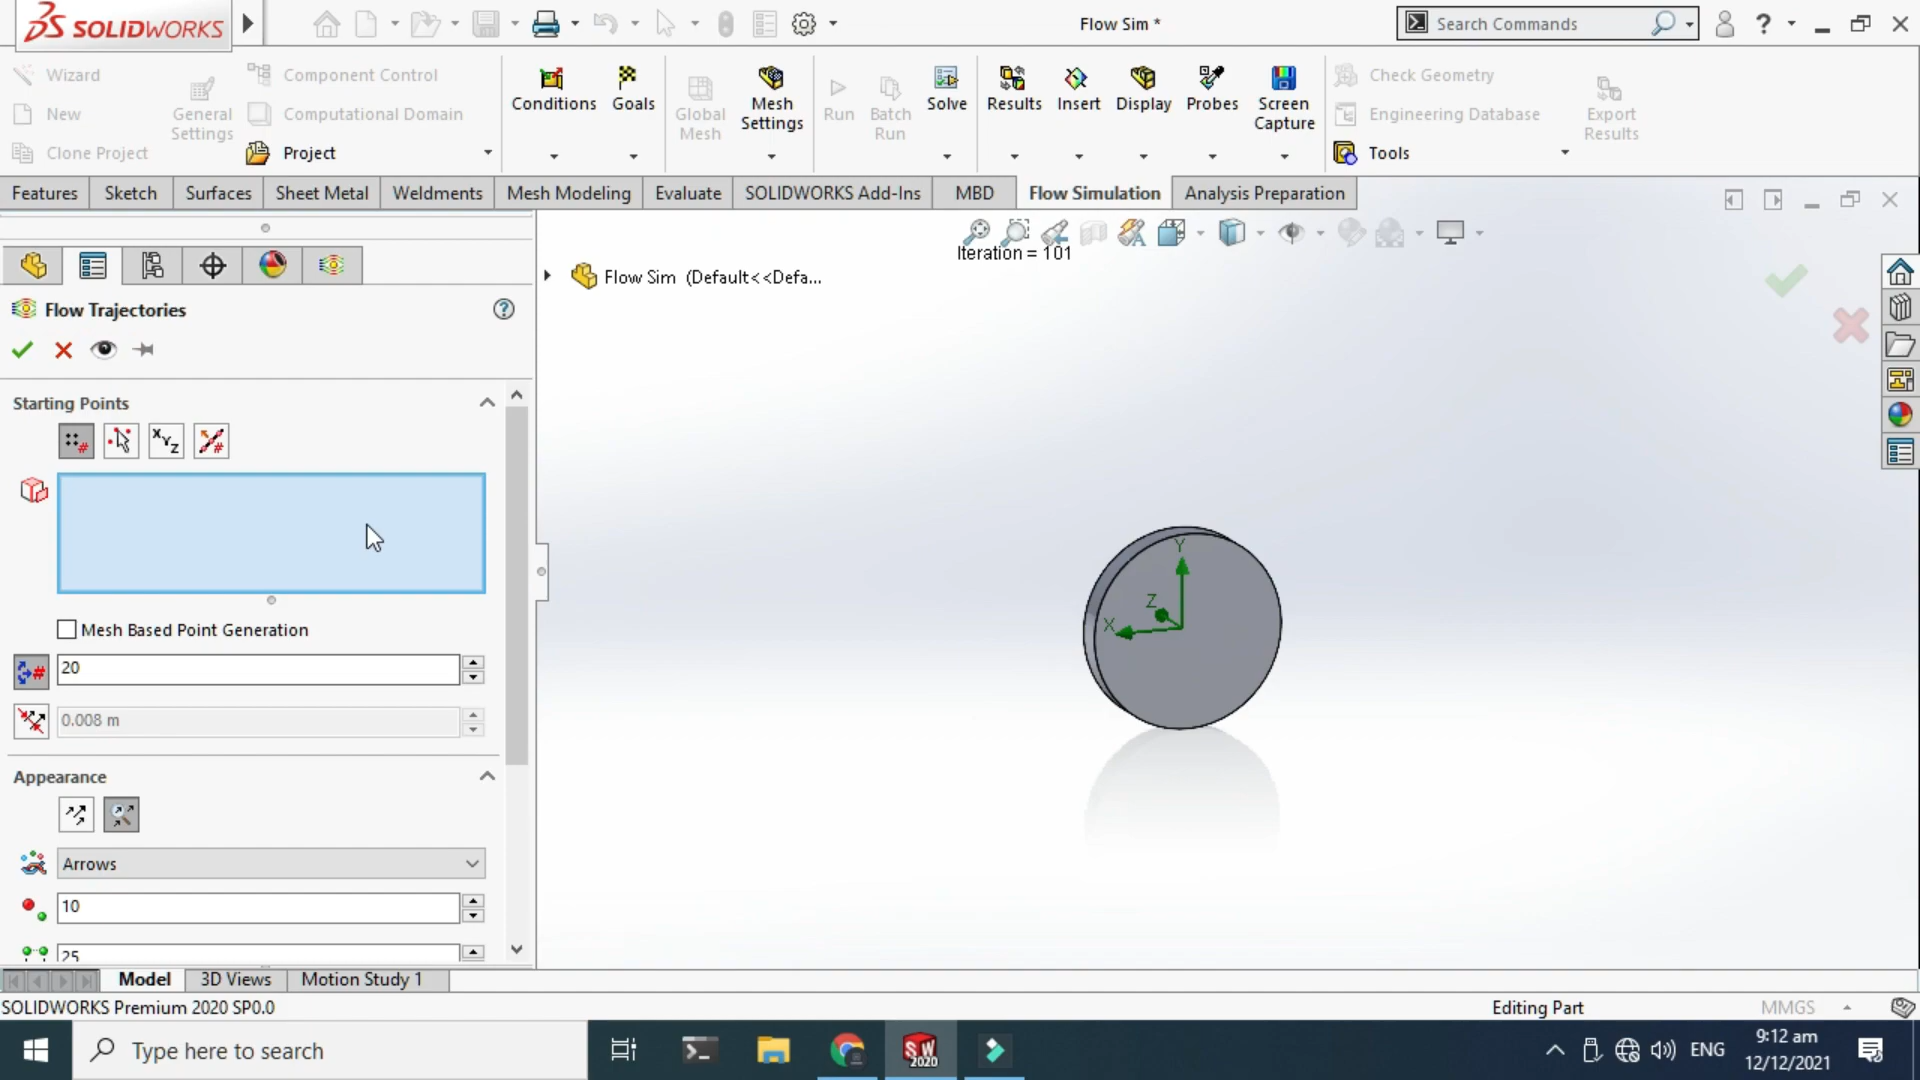 SOLIDWORKS
Flow Sim *
Search Commands
?
Wizard
New
Clone Project
General Settings
Component Control
Computational Domain
Project
Conditions
Goals
Global Mesh
Mesh Settings
Run
Batch Run
Solve
Results
Insert
Display
Probes
Screen Capture
Check Geometry
Engineering Database
Tools
Export Results
Features
Sketch
Surfaces
Sheet Metal
Weldments
Mesh Modeling
Evaluate
SOLIDWORKS Add-Ins
MBD
Flow Simulation
Analysis Preparation
Iteration = 101
Flow Sim (Default<<Defa...
Flow Trajectories
?
Starting Points
X Y Z
Mesh Based Point Generation
20
0.008 m
Appearance
Arrows
10
25
Y
Z
X
Model
3D Views
Motion Study 1
SOLIDWORKS Premium 2020 SP0.0
Editing Part
MMGS
Type here to search
SW 2020
ENG
9:12 am
12/12/2021